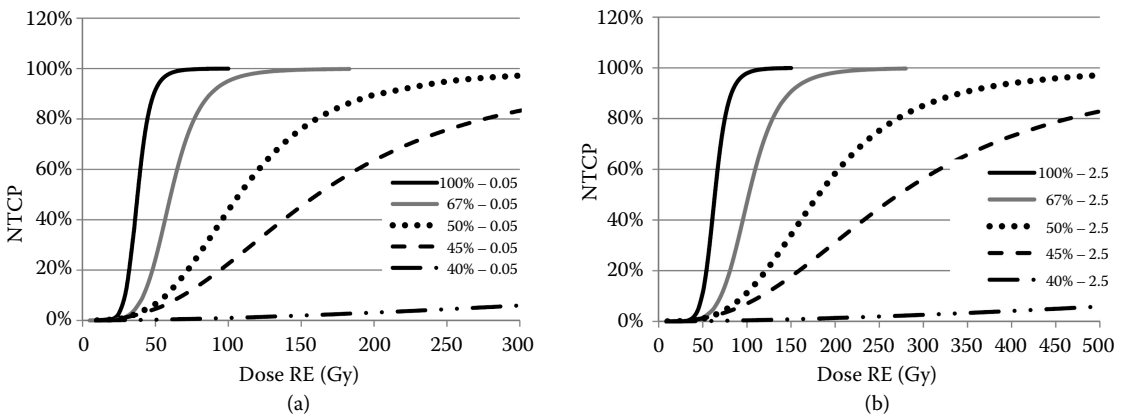 120%
100%
80%
60%
40%
20%
0%
NTCP
0 50 100 150 200 250 300
Dose RE (Gy)
100% – 0.05
67% – 0.05
50% – 0.05
45% – 0.05
40% – 0.05
(a)
120%
100%
80%
60%
40%
20%
0%
NTCP
0 50 100 150 200 250 300 350 400 450 500
Dose RE (Gy)
100% – 2.5
67% – 2.5
50% – 2.5
45% – 2.5
40% – 2.5
(b)